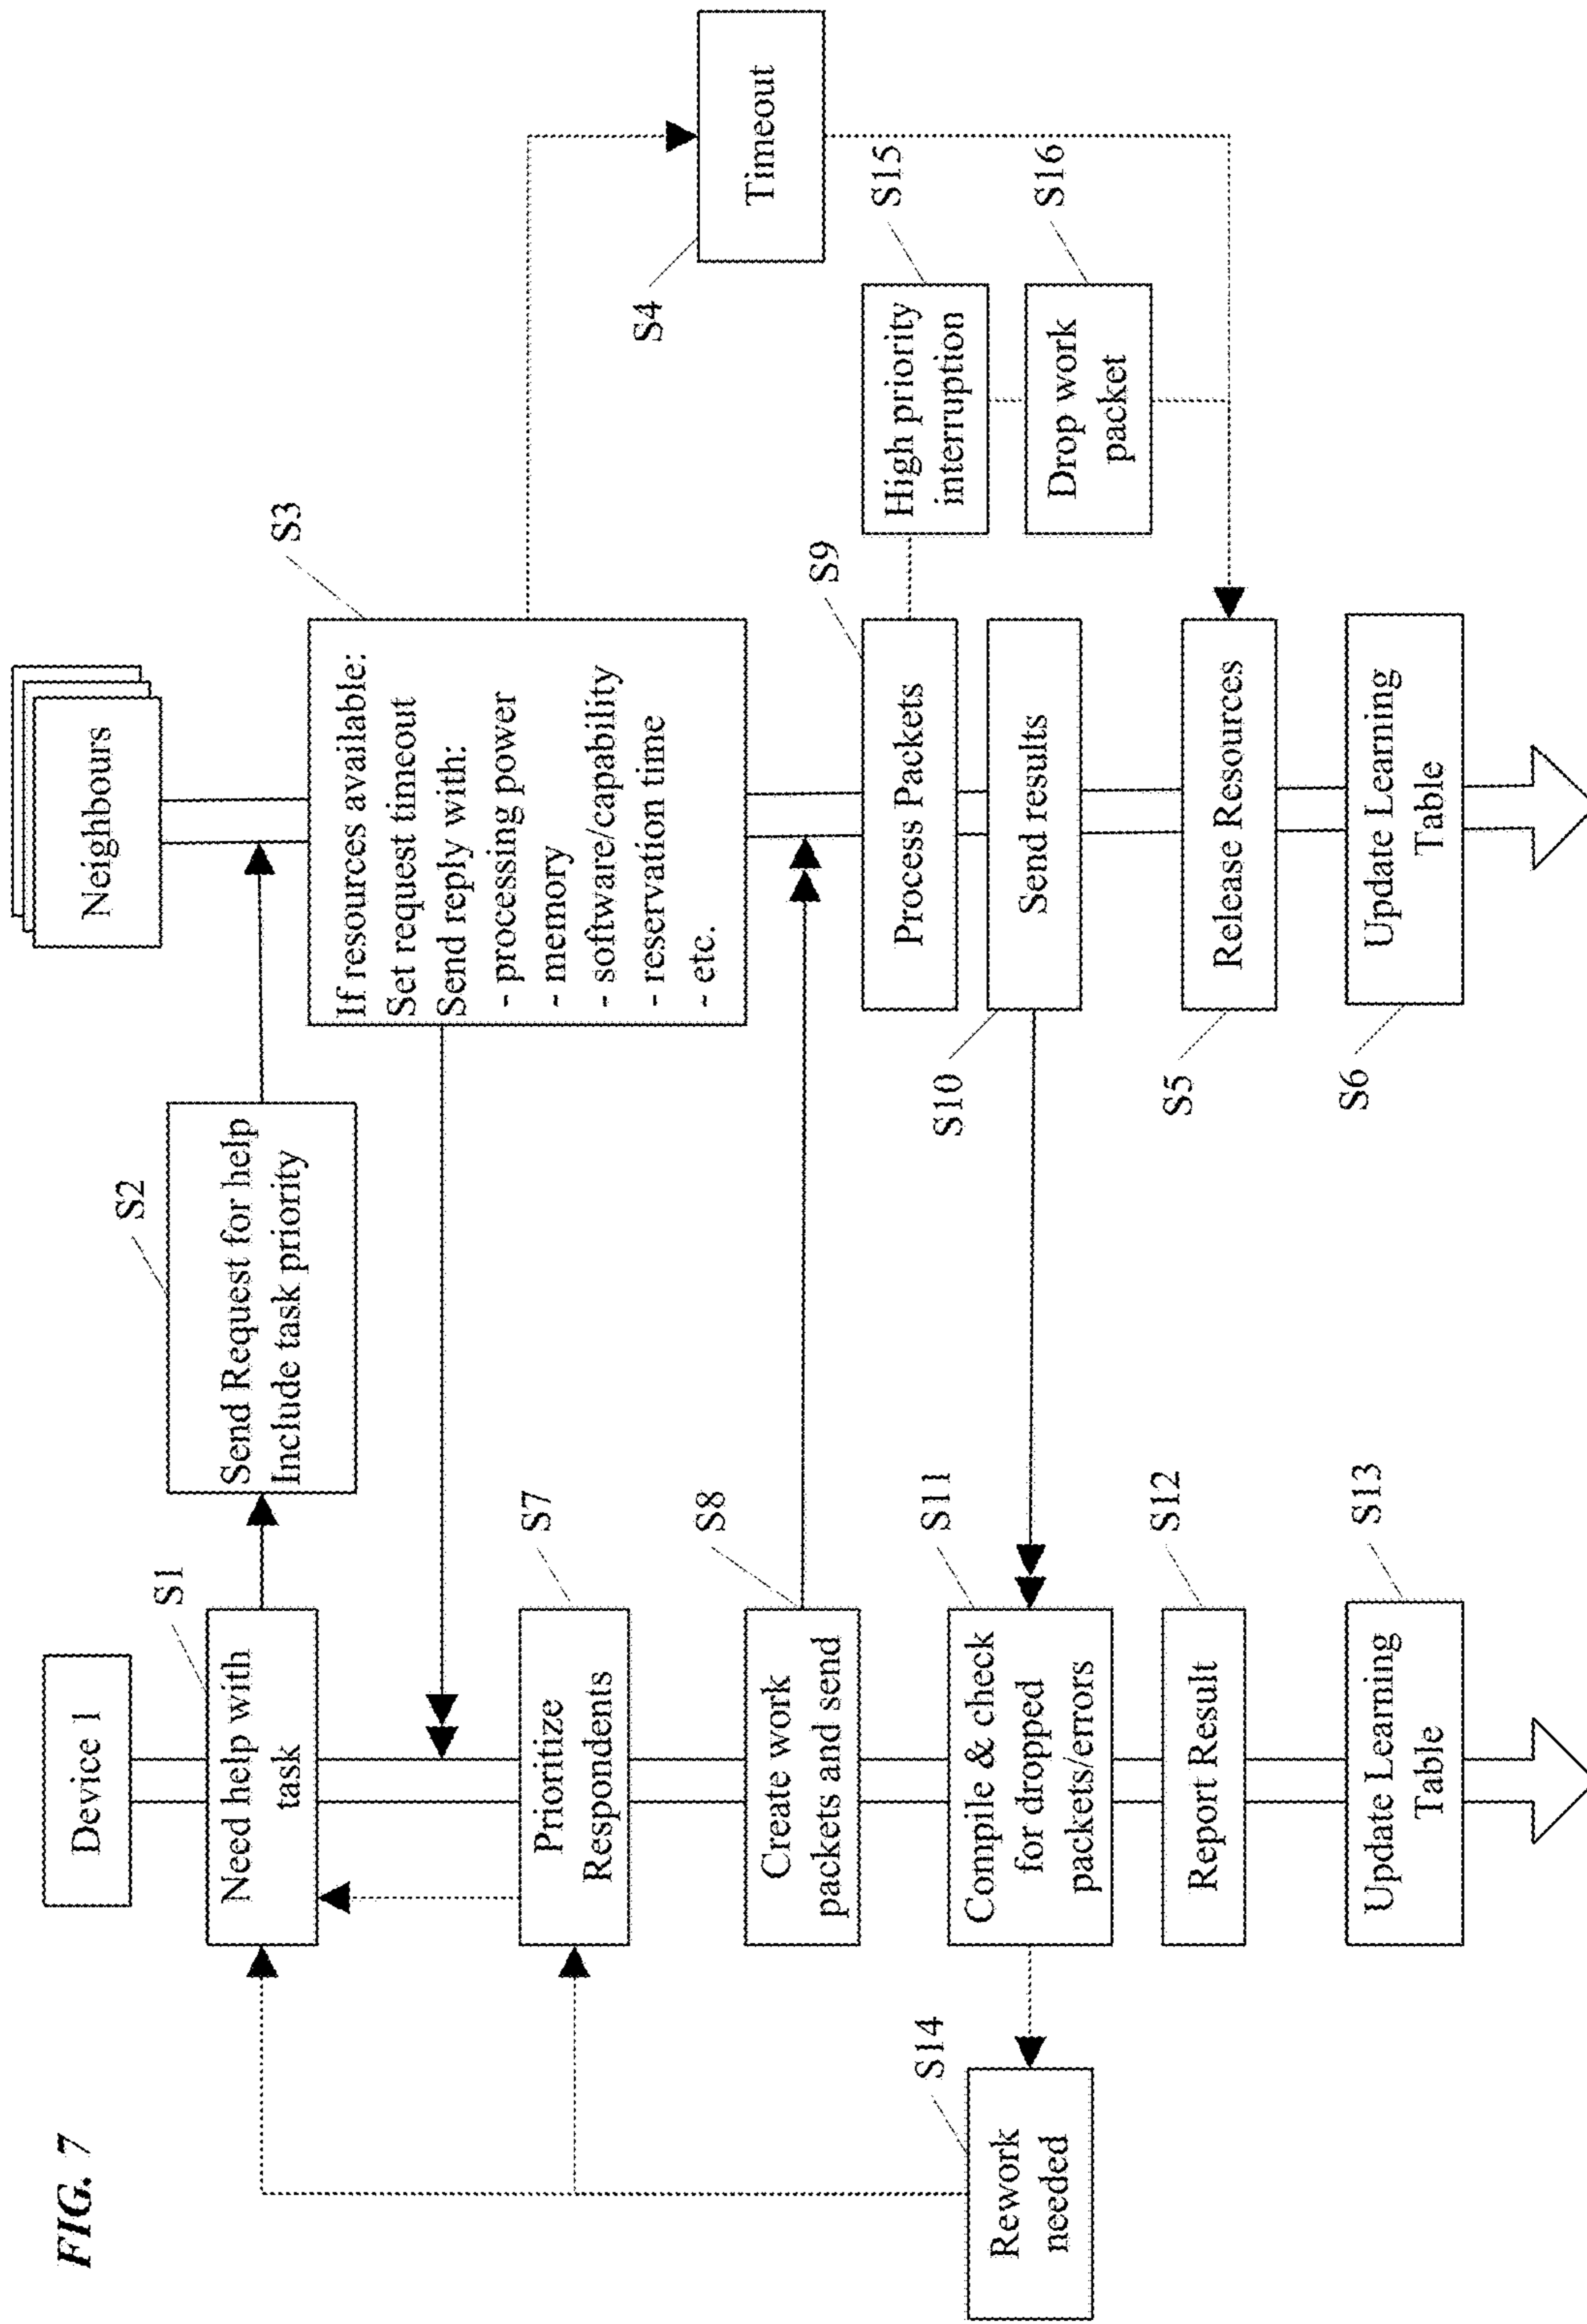 FIG. 7
Device 1
Neighbours
S1
Need help with
task
S2
Send Request for help
Include task priority
S3
If resources available:
Set request timeout
Send reply with:
- processing power
- memory
- software/capability
- reservation time
- etc.
S4
Timeout
S7
Prioritize
Respondents
S8
Create work
packets and send
S9
Process Packets
S15
High priority
interruption
S16
Drop work
packet
S10
Send results
S11
Compile & check
for dropped
packets/errors
S14
Rework
needed
S12
Report Result
S5
Release Resources
S13
Update Learning
Table
S6
Update Learning
Table